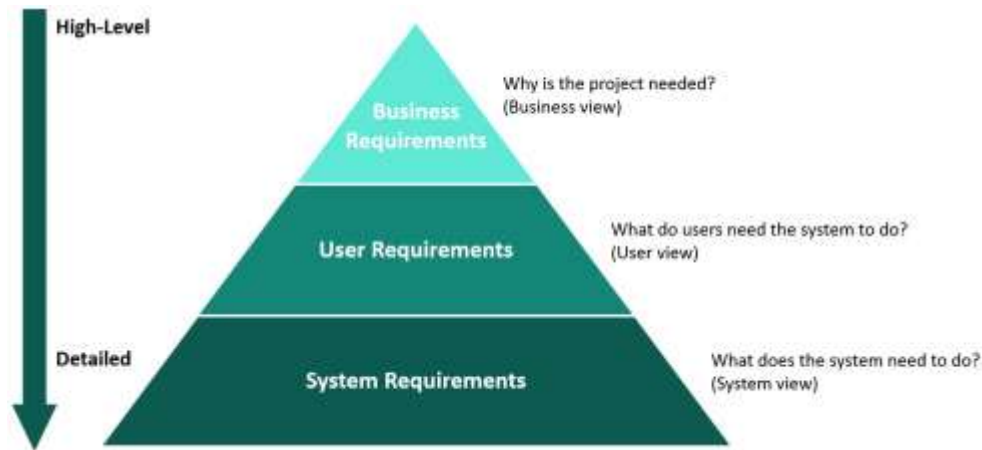 High-Level
Why is the project needed?
(Business view)
Business
Requirements
What do users need the system to do?
(User view)
User Requirements
Detailed
What does the system need to do?
(System view)
System Requirements